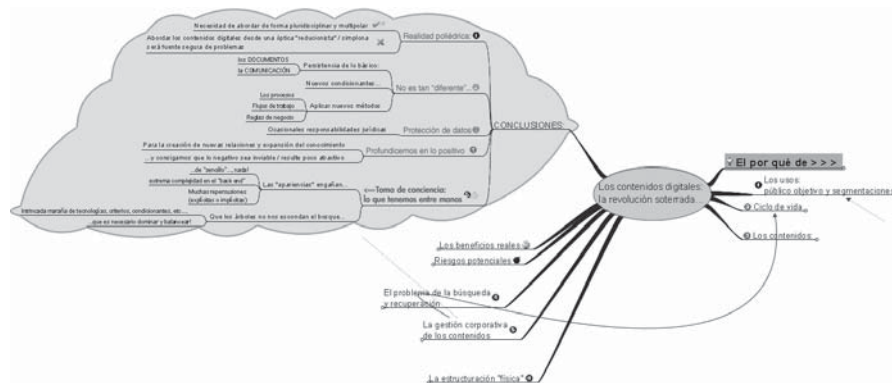 Necesidad de abordar de forma pluridisciplinar y multipolar
Abordar los contenidos digitales desde una óptica "reduccionista" / simplona
será fuente segura de problemas
Realidad poliédrica:
los DOCUMENTOS
la COMUNICACIÓN
Persistencia de lo básico:
Nuevos condicionantes...
Los procesos
Flujos de trabajo
Reglas de negocio
Aplicar nuevos métodos
No es tan "diferente"...
Ocasionales responsabilidades jurídicas
Protección de datos
Para la creación de nuevas relaciones y expansión del conocimiento
... y consigamos que lo negativo sea inviable / resulte poco atractivo
Profundicemos en lo positivo
...de "sencillo"... ¡nada!
extrema complejidad en el "back end"
Muchas repercusiones
(explícitas e implícitas)
Las "apariencias" engañan...
Intrincada maraña de tecnologías, criterios, condicionantes, etc...
...que es necesario dominar y balancear!
Que los árboles no nos escondan el bosque...
<---Toma de conciencia:
lo que tenemos entre manos
CONCLUSIONES:
Los contenidos digitales:
la revolución soterrada...
El por qué de > > >
1 Los usos:
público objetivo y segmentaciones
2 Ciclo de vida
3 Los contenidos:
Los beneficios reales
Riesgos potenciales
El problema de la búsqueda
y recuperación
La gestión corporativa
de los contenidos
La estructuración "física"